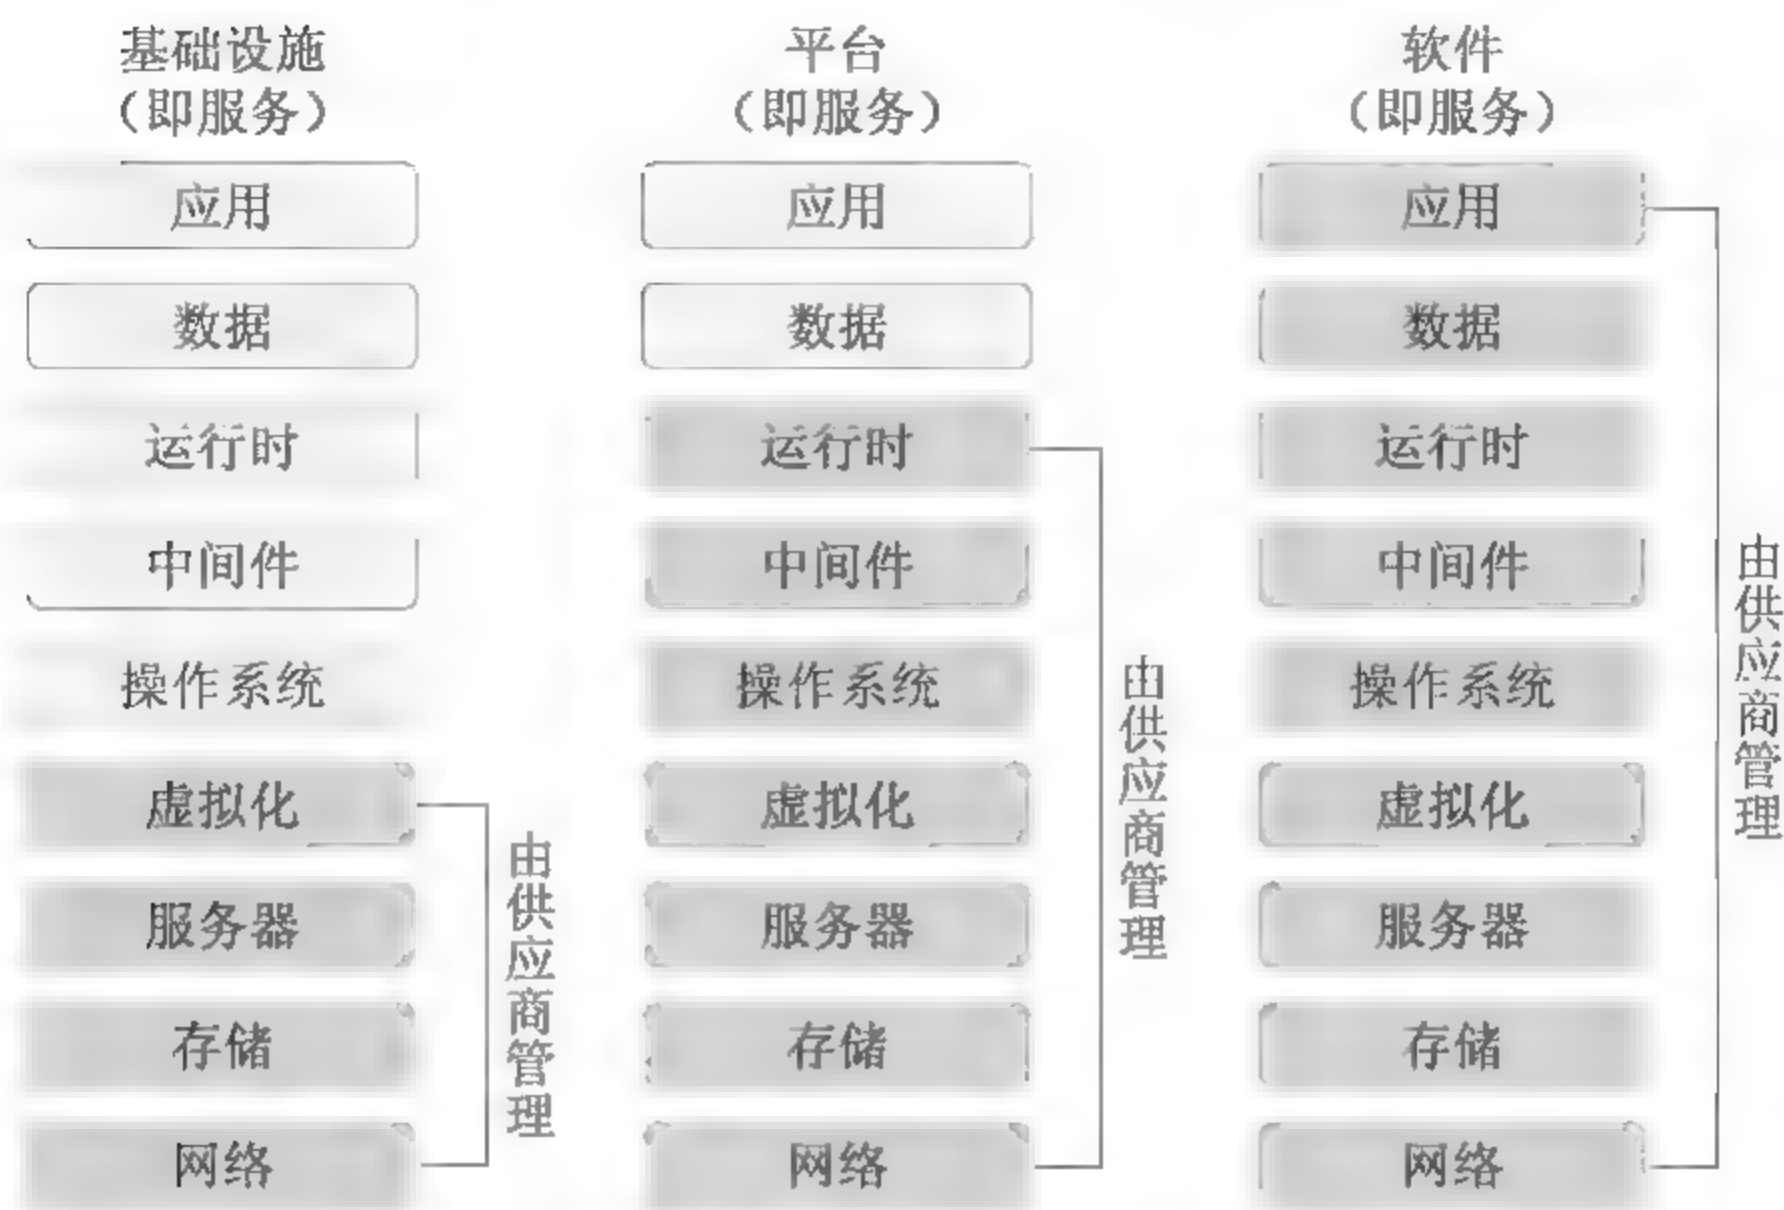 基础设施
（即服务）
应用
数据
运行时
中间件
操作系统
虚拟化
服务器
存储
网络
由供应商管理
平台
（即服务）
应用
数据
运行时
中间件
操作系统
虚拟化
服务器
存储
网络
由供应商管理
软件
（即服务）
应用
数据
运行时
中间件
操作系统
虚拟化
服务器
存储
网络
由供应商管理